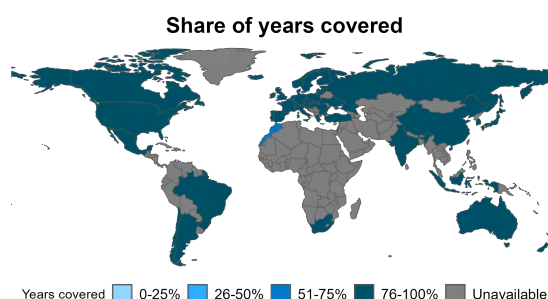 Share of years covered
Years covered 0-25% 26-50% 51-75% 76-100% Unavailable